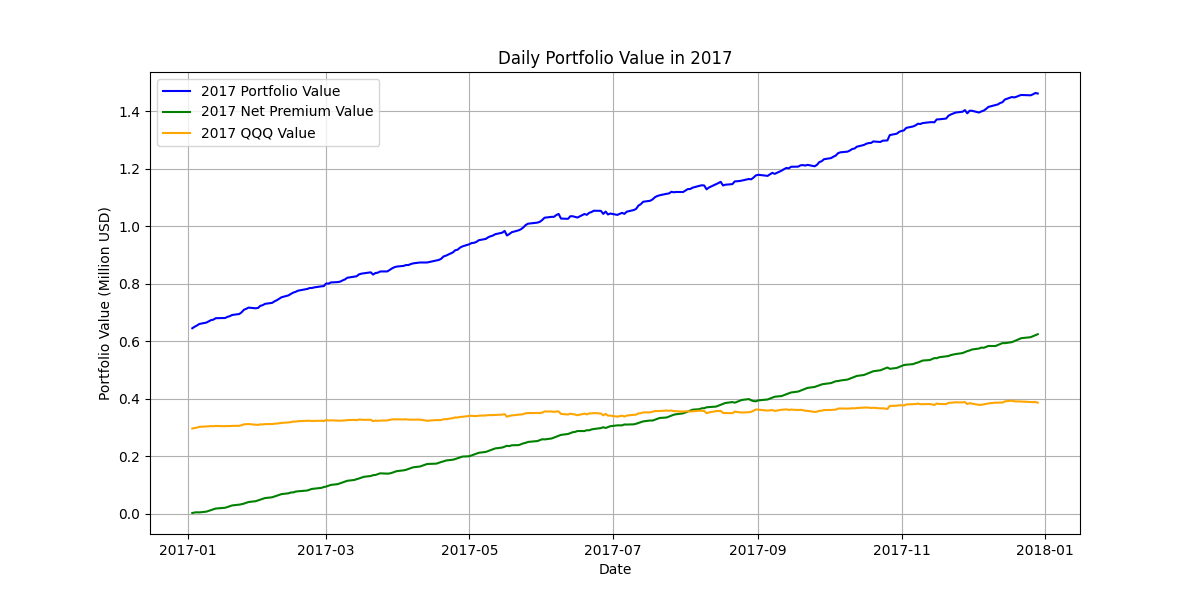 Daily Portfolio Value in 2017
2017 Portfolio Value
2017 Net Premium Value
2017 QQQ Value
Portfolio Value (Million USD)
1.4
1.2
1.0
0.8
0.6
0.4
0.2
0.0
2017-01 2017-03 2017-05 2017-07 2017-09 2017-11 2018-01
Date